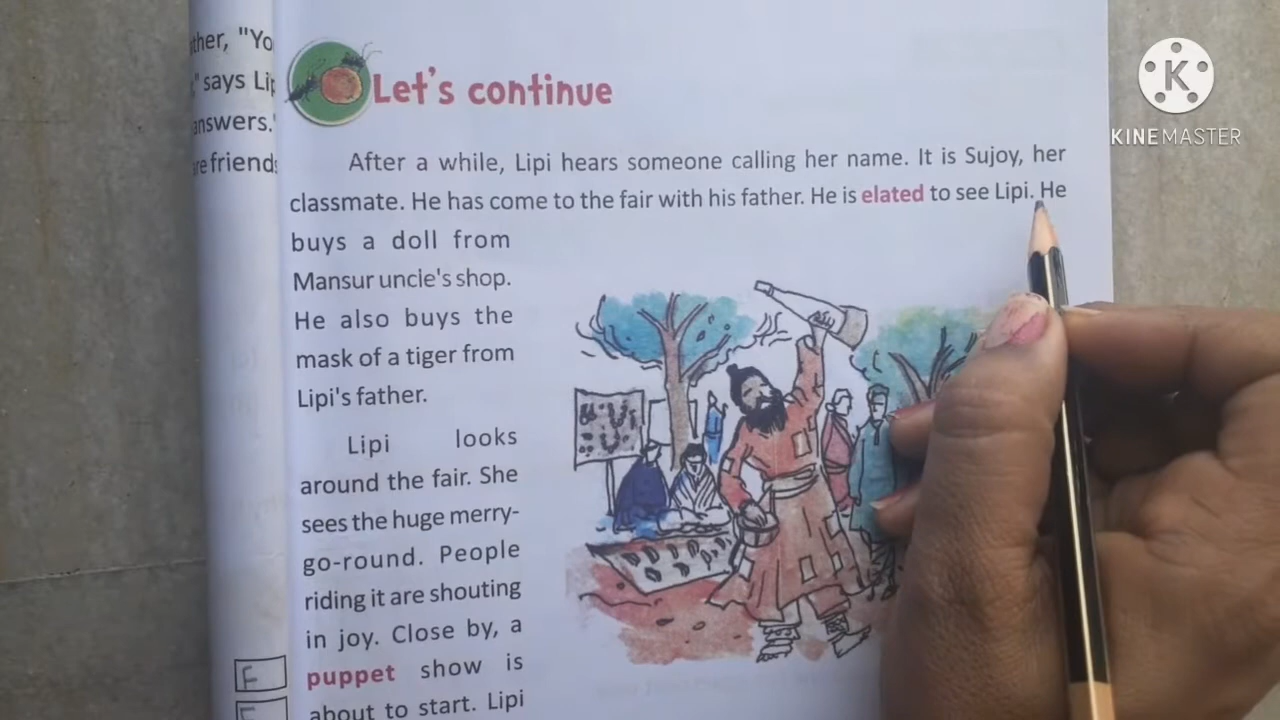 ther, "Yo
" says Lip
answers."
re friends
Let's continue
After a while, Lipi hears someone calling her name. It is Sujoy, her
classmate. He has come to the fair with his father. He is elated to see Lipi. He
buys a doll from
Mansur uncle's shop.
He also buys the
mask of a tiger from
Lipi's father.
Lipi looks
around the fair. She
sees the huge merry-
go-round. People
riding it are shouting
in joy. Close by, a
puppet show is
about to start. Lipi
F
K
KINEMASTER